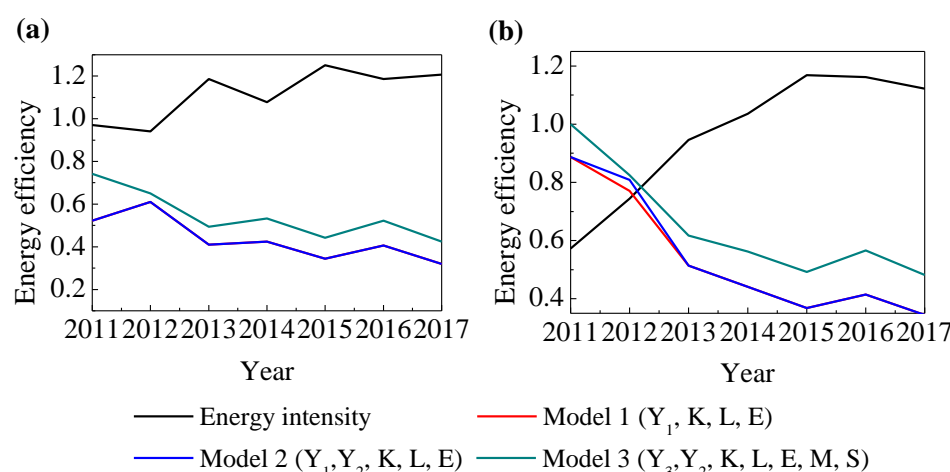 (a)
(b)
1.2
1.0
0.8
0.6
0.4
0.2
Energy efficiency
2011 2012 2013 2014 2015 2016 2017
Year
1.2
1.0
0.8
0.6
0.4
Energy efficiency
2011 2012 2013 2014 2015 2016 2017
Year
Energy intensity
Model 1 (Y₁, K, L, E)
Model 2 (Y₁,Y₂, K, L, E)
Model 3 (Y₃,Y₂, K, L, E, M, S)